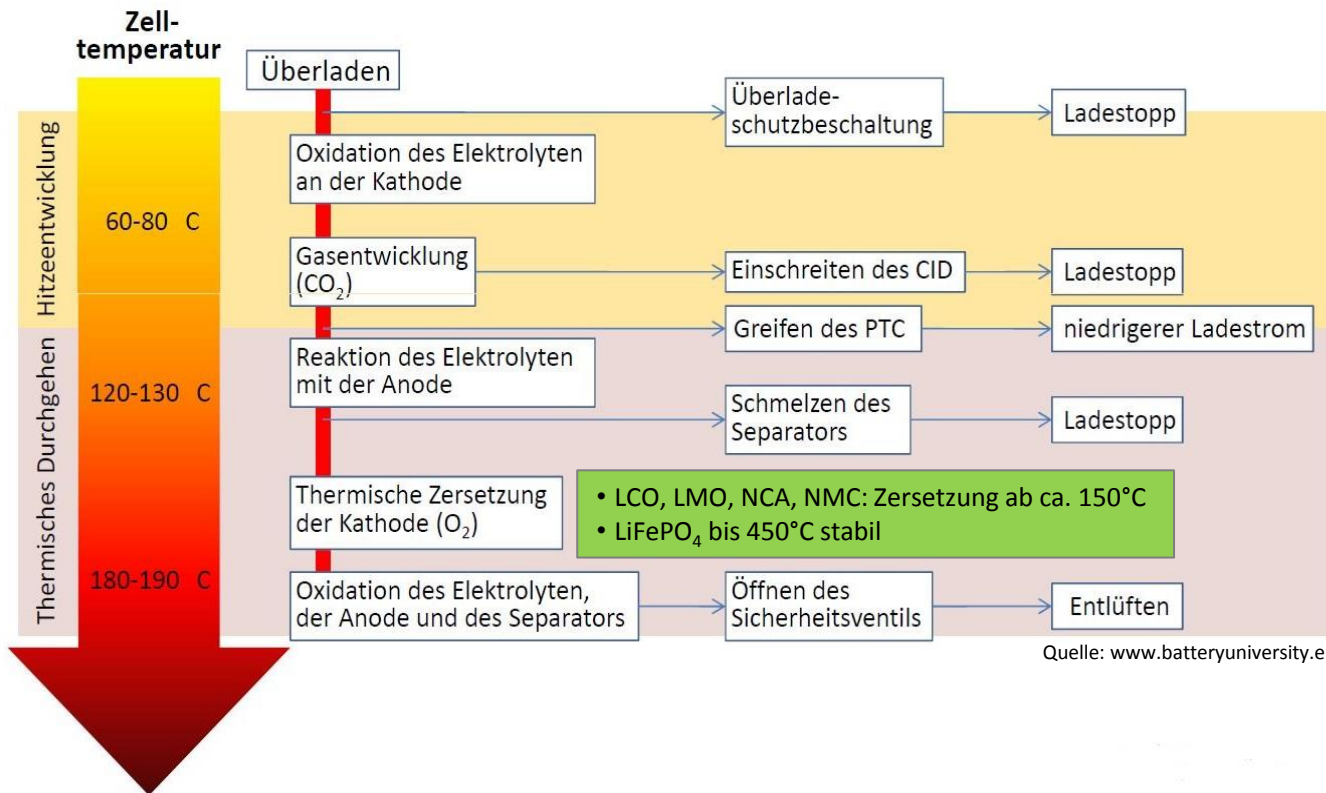 Zell-
temperatur
Überladen
Überlade-
schutzbeschaltung
Ladestopp
Hitzeentwicklung
Oxidation des Elektrolyten
an der Kathode
60-80 C
Gasentwicklung
(CO₂)
Einschreiten des CID
Ladestopp
Greifen des PTC
niedrigerer Ladestrom
Thermisches Durchgehen
Reaktion des Elektrolyten
mit der Anode
120-130 C
Schmelzen des
Separators
Ladestopp
Thermische Zersetzung
der Kathode (O₂)
• LCO, LMO, NCA, NMC: Zersetzung ab ca. 150°C
• LiFePO₄ bis 450°C stabil
180-190 C
Oxidation des Elektrolyten,
der Anode und des Separators
Öffnen des
Sicherheitsventils
Entlüften
Quelle: www.batteryuniversity.e